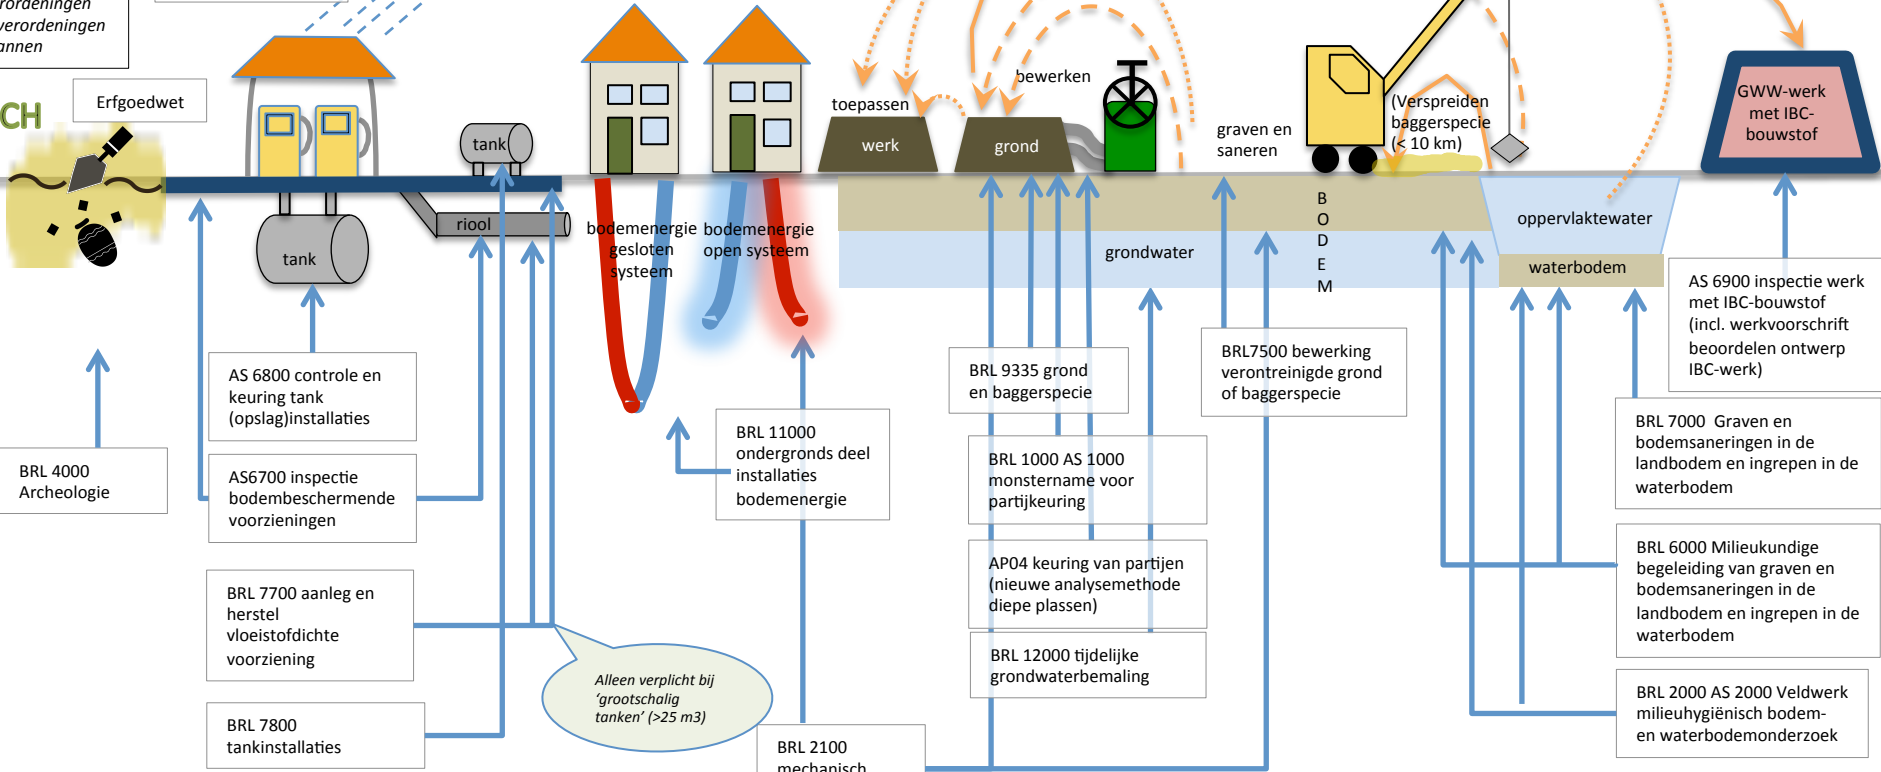 verordeningen
annen
CH
Erfgoedwet
tank
tank
riool
bodemenergie
gesloten
systeem
bodemenergie
open systeem
toepassen
werk
bewerken
grond
graven en
saneren
(Verspreiden
baggerspecie
(< 10 km)
GWW-werk
met IBC-
bouwstof
B
O
D
E
M
grondwater
oppervlaktewater
waterbodem
BRL 4000
Archeologie
AS 6800 controle en
keuring tank
(opslag)installaties
AS6700 inspectie
bodembeschermende
voorzieningen
BRL 7700 aanleg en
herstel
vloeistofdichte
voorziening
BRL 7800
tankinstallaties
Alleen verplicht bij
‘grootschalig
tanken’ (>25 m3)
BRL 11000
ondergronds deel
installaties
bodemenergie
BRL 2100
mechanisch
BRL 9335 grond
en baggerspecie
BRL 1000 AS 1000
monstername voor
partijkeuring
AP04 keuring van partijen
(nieuwe analysemethode
diepe plassen)
BRL 12000 tijdelijke
grondwaterbemaling
BRL7500 bewerking
verontreinigde grond
of baggerspecie
AS 6900 inspectie werk
met IBC-bouwstof
(incl. werkvoorschrift
beoordelen ontwerp
IBC-werk)
BRL 7000 Graven en
bodemsaneringen in de
landbodem en ingrepen in de
waterbodem
BRL 6000 Milieukundige
begeleiding van graven en
bodemsaneringen in de
landbodem en ingrepen in de
waterbodem
BRL 2000 AS 2000 Veldwerk
milieuhygiënisch bodem-
en waterbodemonderzoek